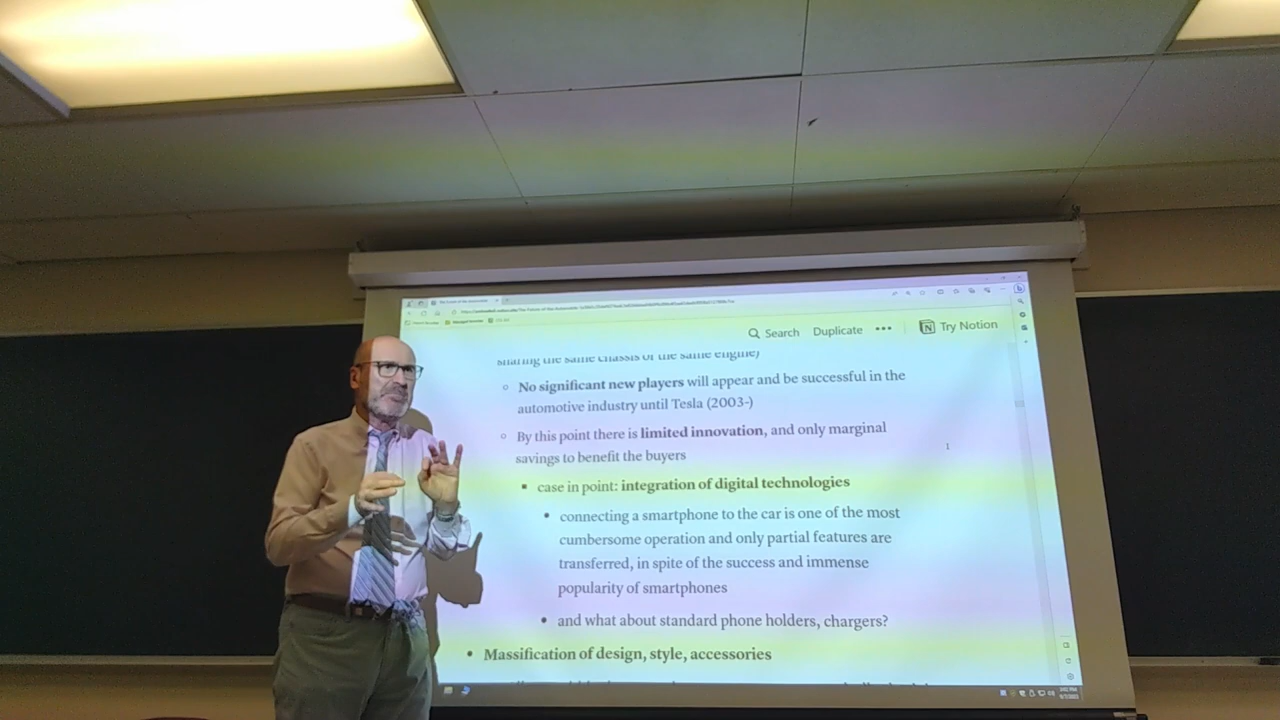 Search Duplicate ••• Try Notion
sharing the same chassis or the same engine)
No significant new players will appear and be successful in the
automotive industry until Tesla (2003-)
By this point there is limited innovation, and only marginal
savings to benefit the buyers
case in point: integration of digital technologies
connecting a smartphone to the car is one of the most
cumbersome operation and only partial features are
transferred, in spite of the success and immense
popularity of smartphones
and what about standard phone holders, chargers?
Massification of design, style, accessories